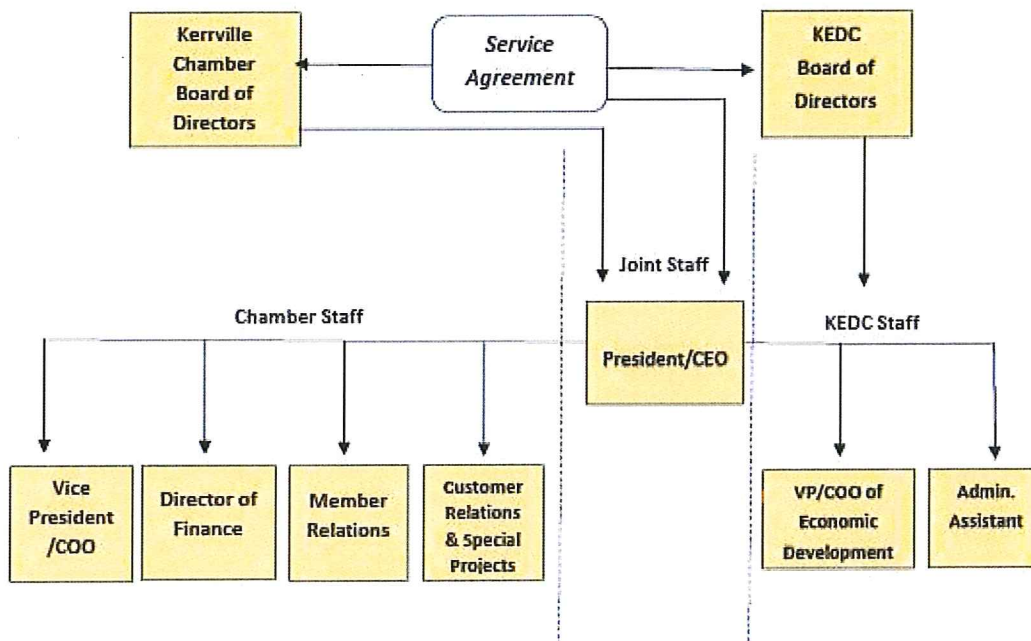 Kerrville
Chamber
Board of
Directors
Service
Agreement
KEDC
Board of
Directors
Joint Staff
Chamber Staff
President/CEO
KEDC Staff
Vice
President
/COO
Director of
Finance
Member
Relations
Customer
Relations
& Special
Projects
VP/COO of
Economic
Development
Admin.
Assistant